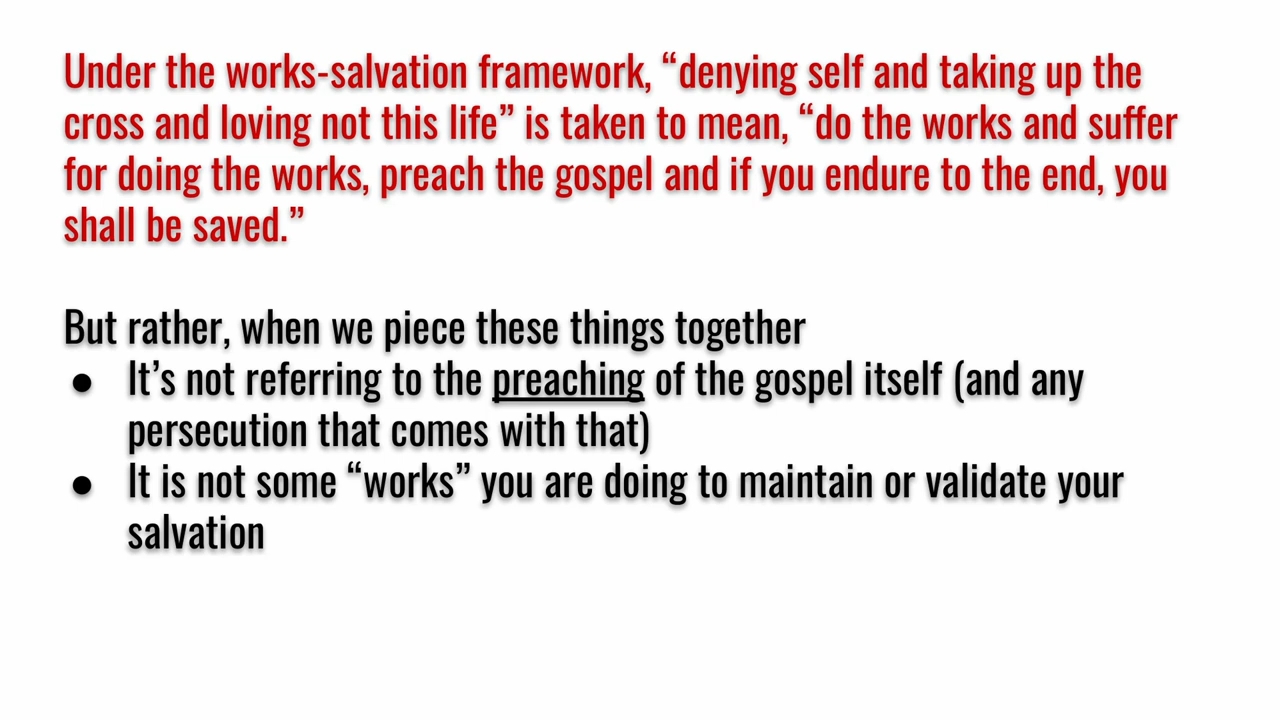 Under the works-salvation framework, “denying self and taking up the
cross and loving not this life” is taken to mean, “do the works and suffer
for doing the works, preach the gospel and if you endure to the end, you
shall be saved.”
But rather, when we piece these things together
● It’s not referring to the preaching of the gospel itself (and any
persecution that comes with that)
● It is not some “works” you are doing to maintain or validate your
salvation